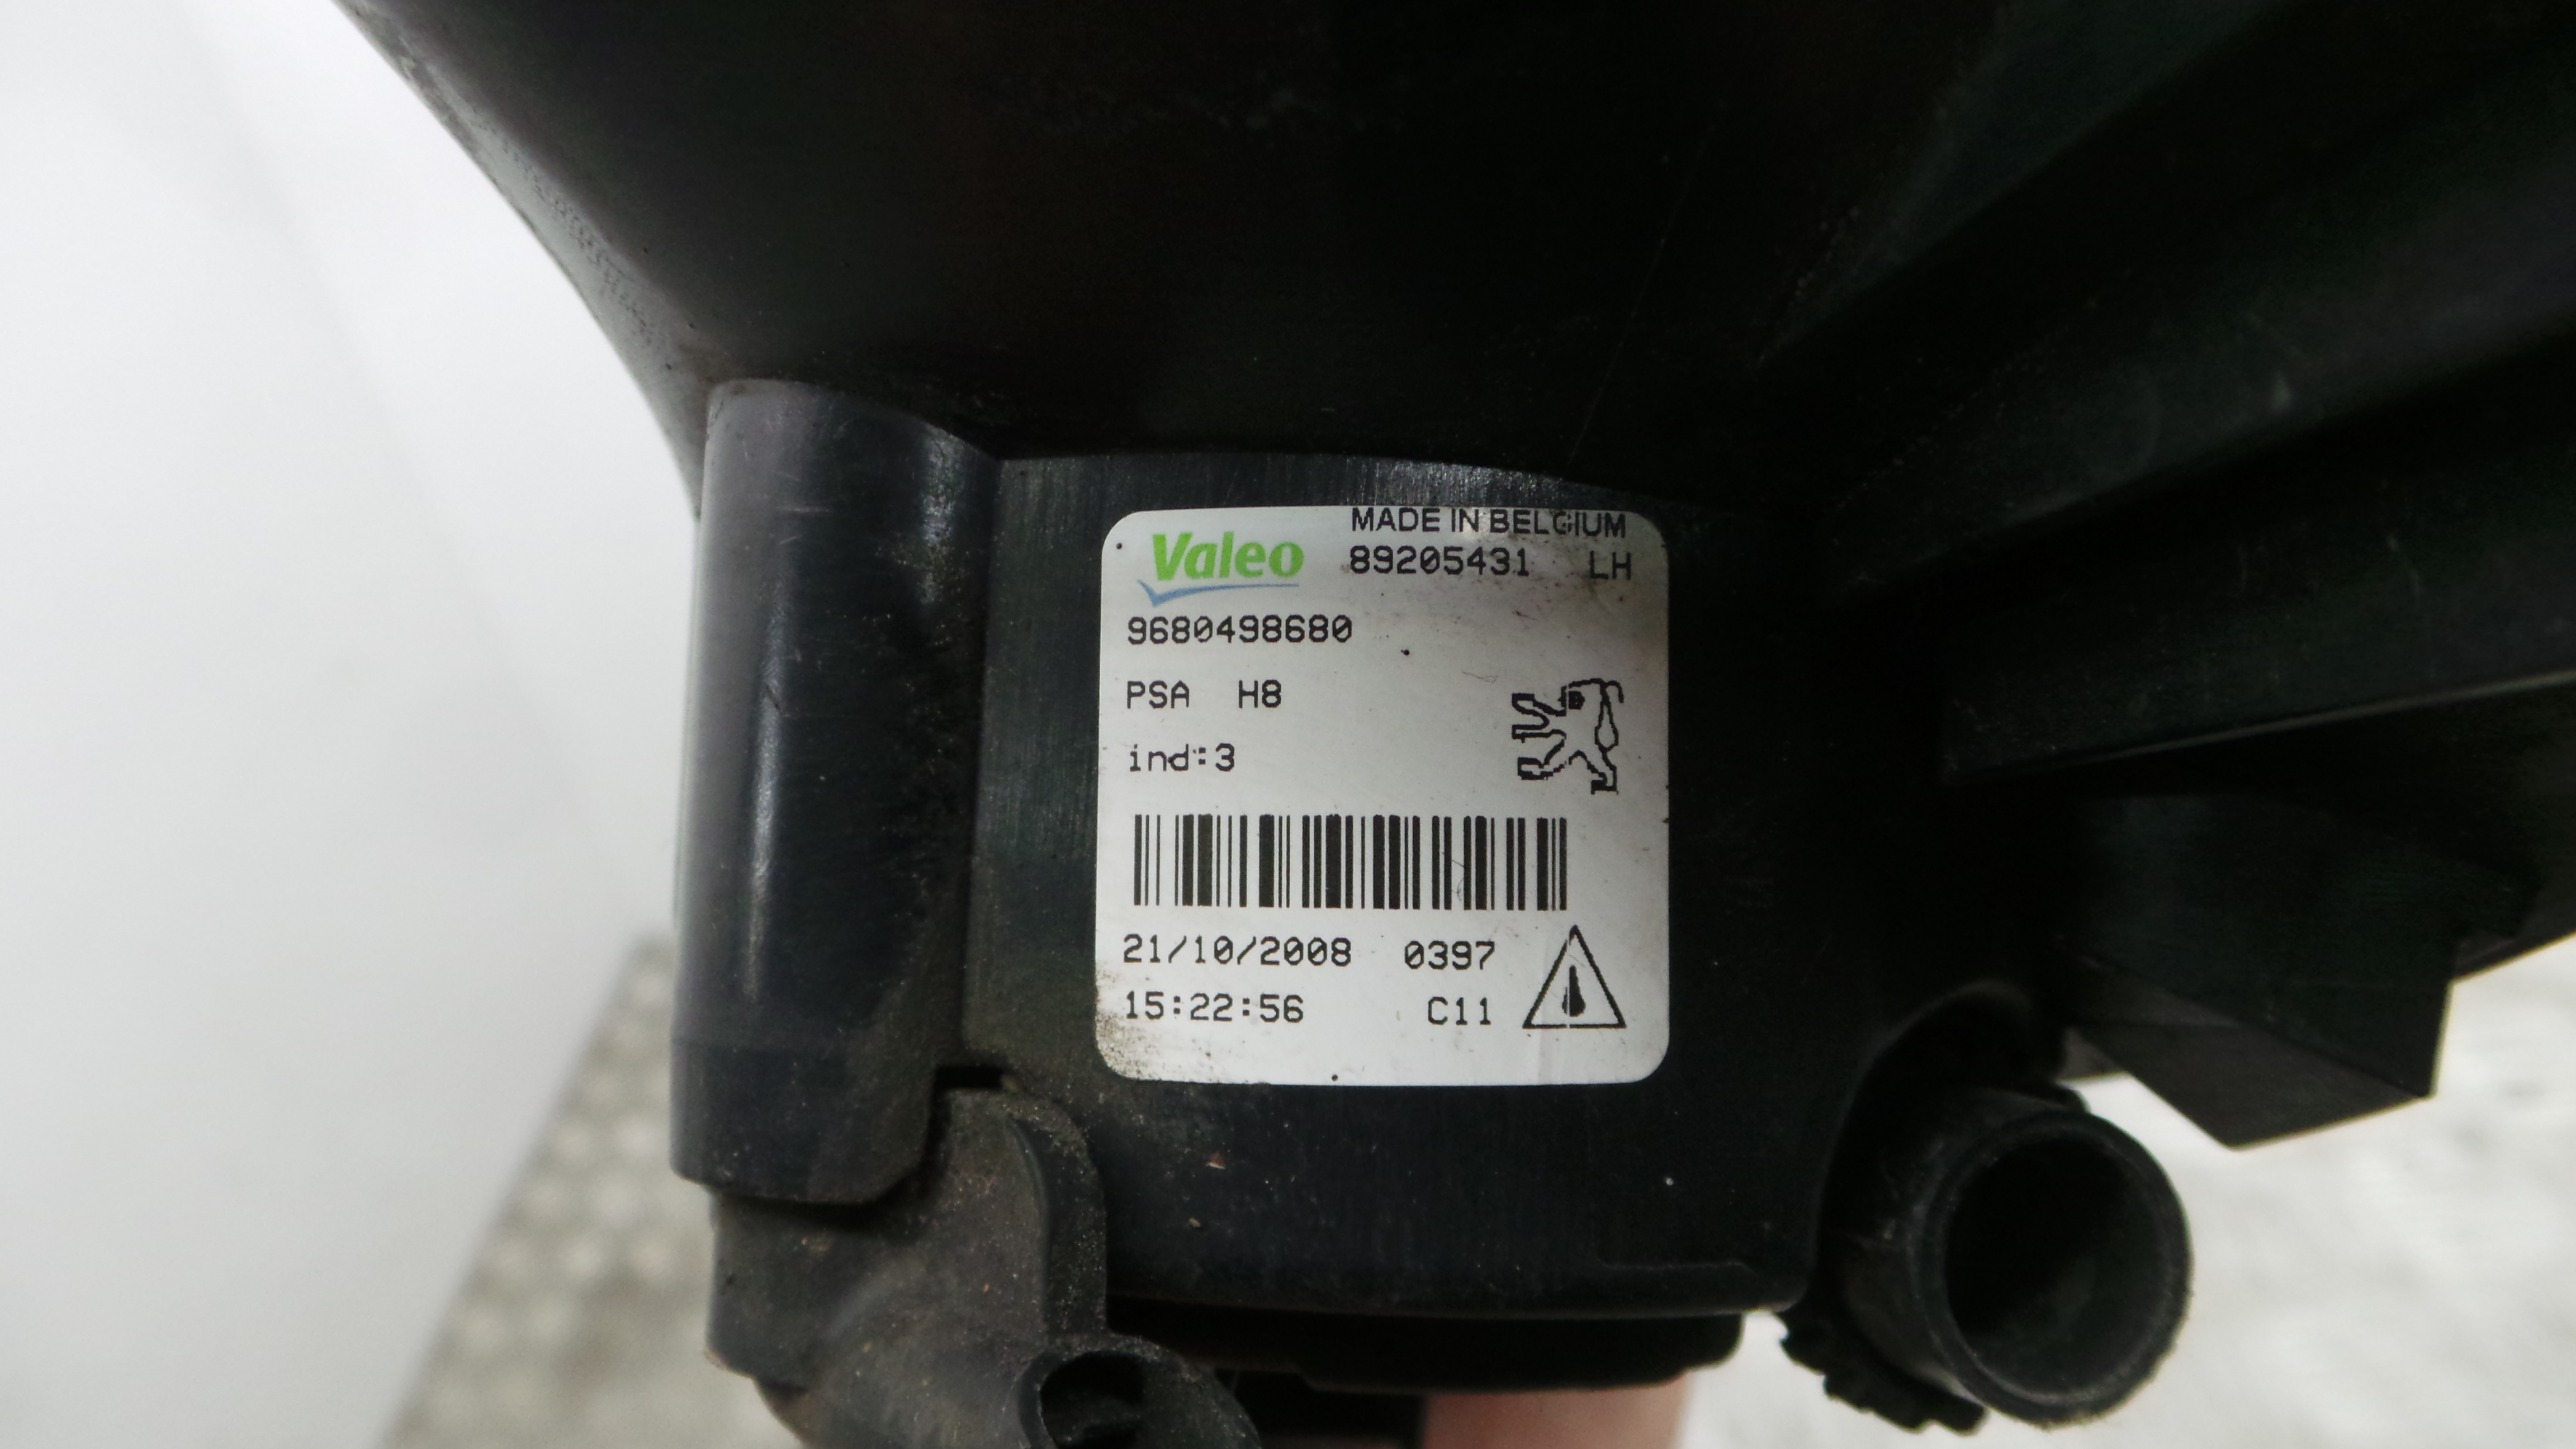 Valeo
MADE IN BELGIUM
89205431 LH
9680498680
PSA H8
ind:3
21/10/2008 0397
15:22:56 C11